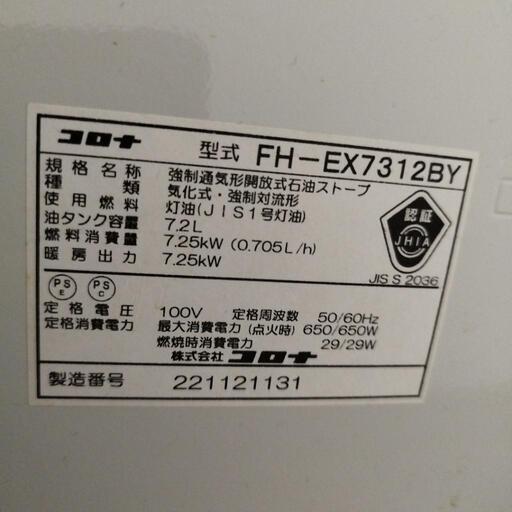 コロナ 型式 FH-EX7312BY
規格名称 強制通気形開放式石油ストーブ
種類 気化式・強制対流形
使用燃料 灯油(JIS1号灯油)
油タンク容量 7.2L
燃料消費量 7.25kW (0.705L/h)
暖房出力 7.25kW
認証
JHIA
JIS S 2036
PS E PS C
定格電圧 100V 定格周波数 50/60Hz
定格消費電力 最大消費電力 (点火時) 650/650W
燃焼時消費電力 29/29W
株式会社 コロナ
製造番号 221121131